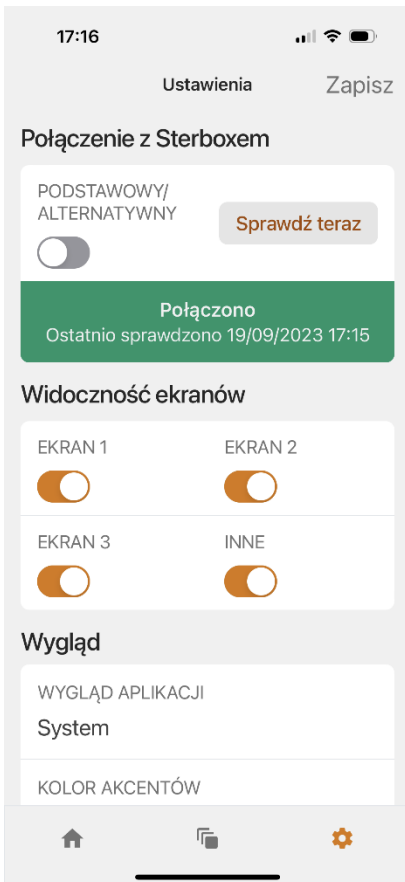 17:16
Ustawienia Zapisz
Połączenie z Sterboxem
PODSTAWOWY/
ALTERNATYWNY
Sprawdź teraz
Połączono
Ostatnio sprawdzono 19/09/2023 17:15
Widoczność ekranów
EKRAN 1 EKRAN 2
EKRAN 3 INNE
Wygląd
WYGLĄD APLIKACJI
System
KOLOR AKCENTÓW